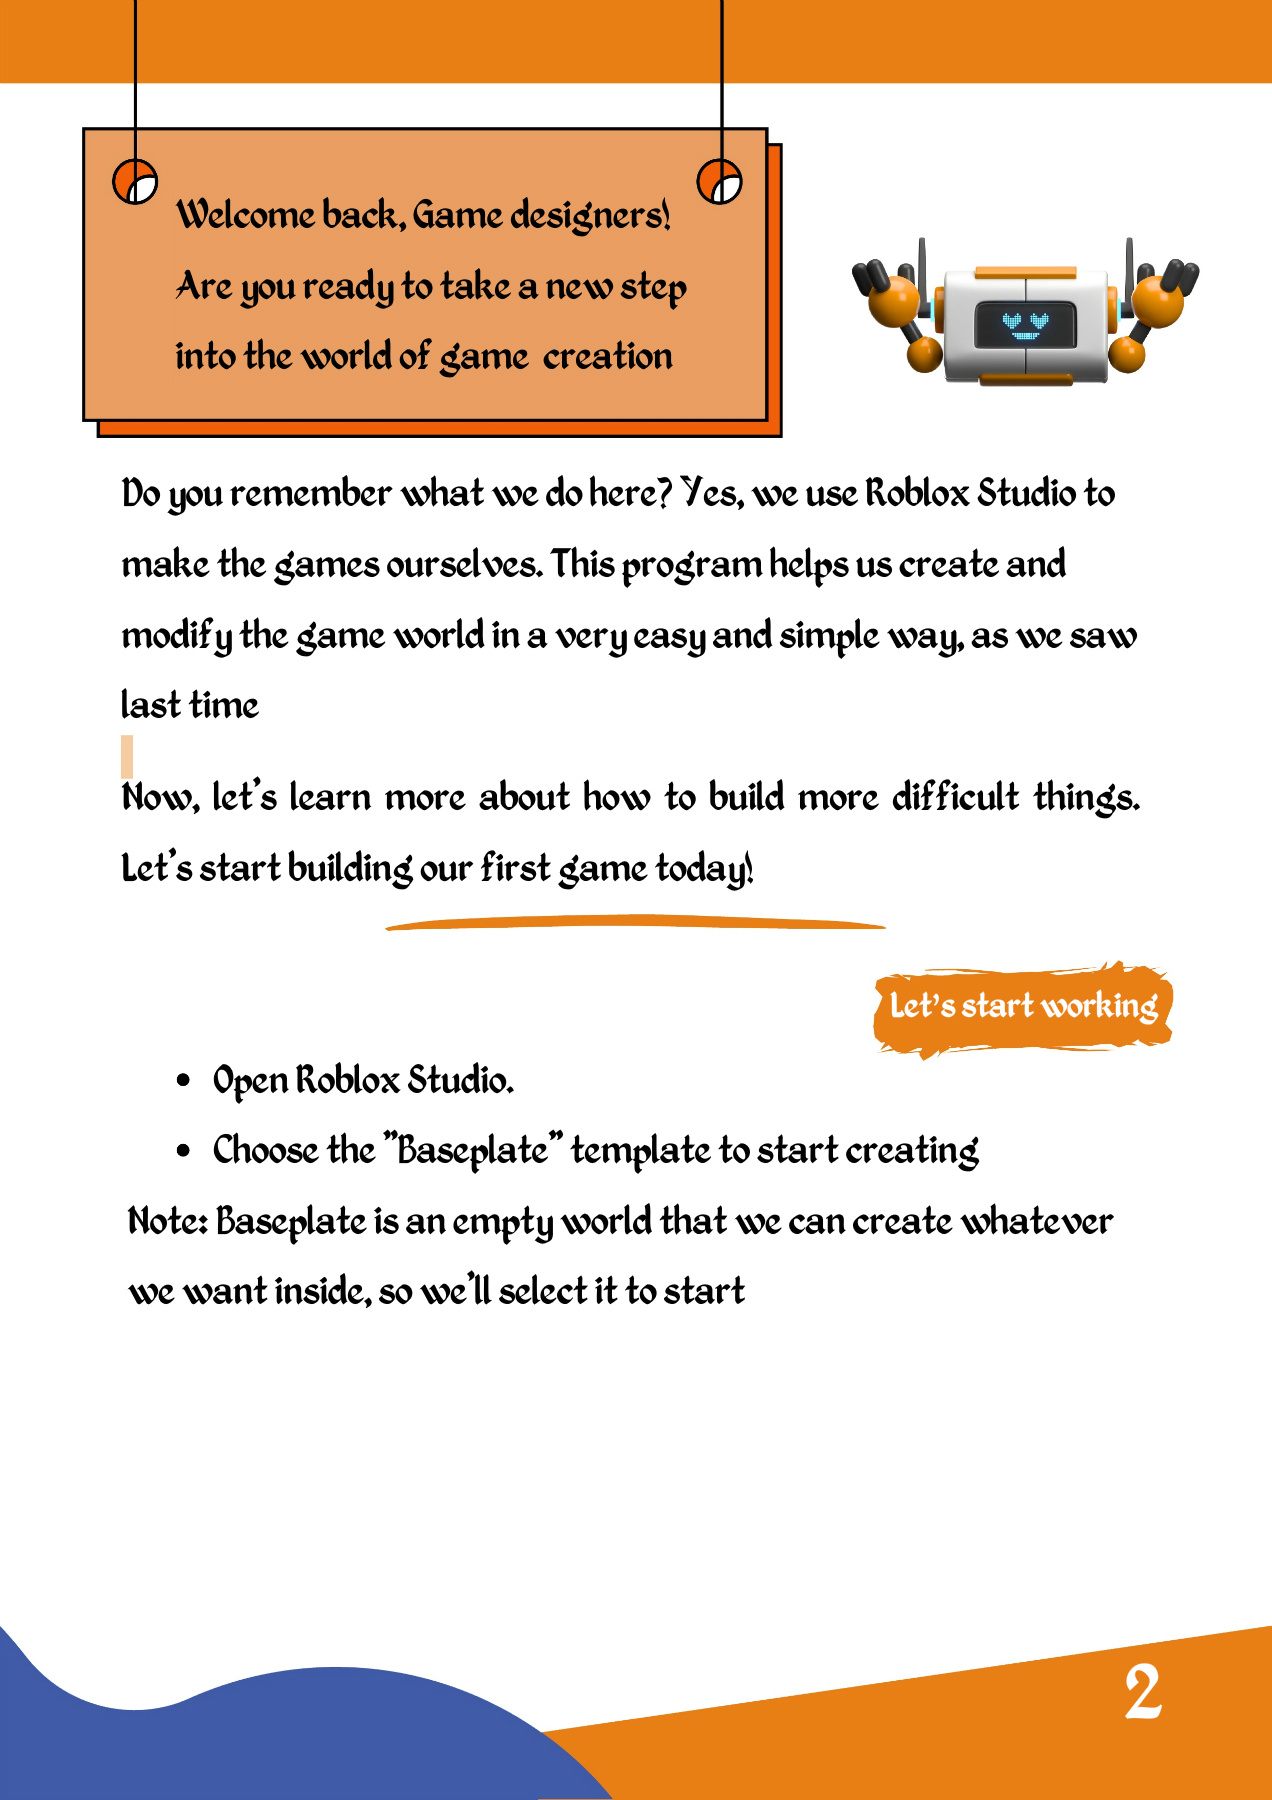 Welcome back, Game designers!
Are you ready to take a new step
into the world of game creation
Do you remember what we do here? Yes, we use Roblox Studio to
make the games ourselves. This program helps us create and
modify the game world in a very easy and simple way, as we saw
last time
Now, let's learn more about how to build more difficult things.
Let's start building our first game today!
Let's start working
• Open Roblox Studio.
• Choose the "Baseplate" template to start creating
Note: Baseplate is an empty world that we can create whatever
we want inside, so we'll select it to start
2